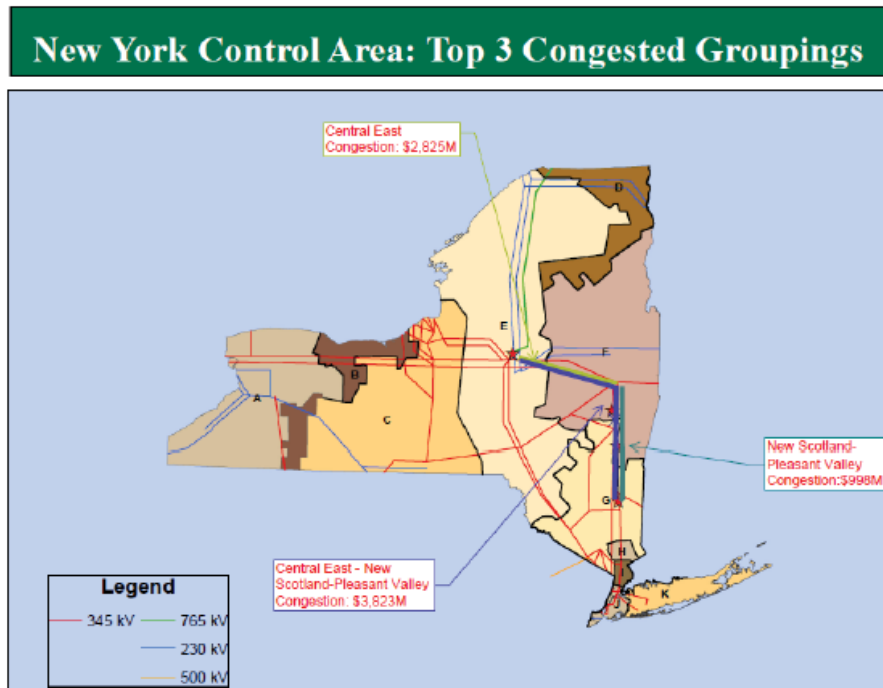 New York Control Area: Top 3 Congested Groupings
Central East
Congestion: $2,825M
D
E
F
B
A
C
New Scotland-
Pleasant Valley
Congestion:$998M
G
H
I
Central East - New
Scotland-Pleasant Valley
Congestion: $3,823M
K
J
Legend
345 kV
765 kV
230 kV
500 kV